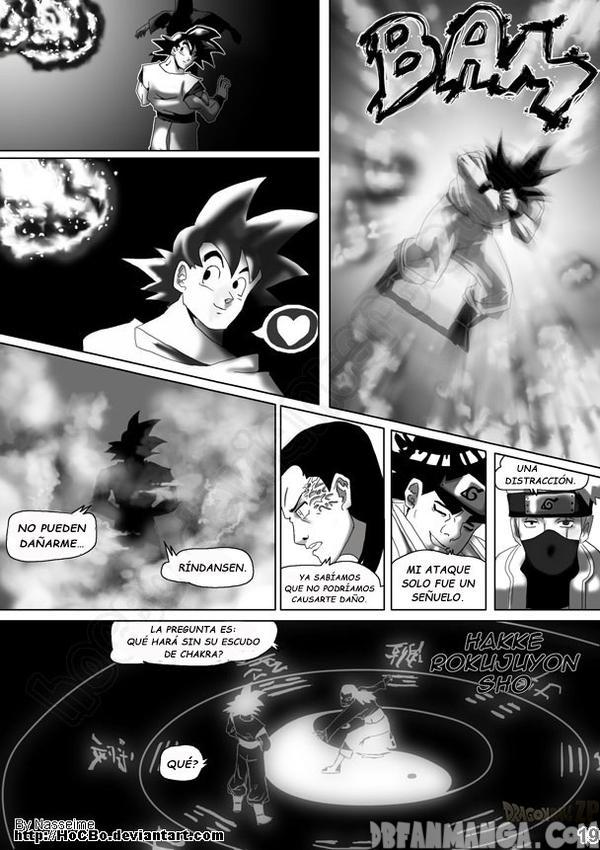 BAM
NO PUEDEN
DAÑARME...
RÍNDANSEN.
YA SABÍAMOS
QUE NO PODRÍAMOS
CAUSARTE DAÑO.
MI ATAQUE
SOLO FUE UN
SEÑUELO.
UNA
DISTRACCIÓN.
LA PREGUNTA ES:
QUÉ HARÁ SIN SU ESCUDO
DE CHAKRA?
HAKKE
ROKUJUYON
SHO
QUÉ?
By Nasseime
http://HoCBo.deviantart.com
DBFANMANGA.COM
19